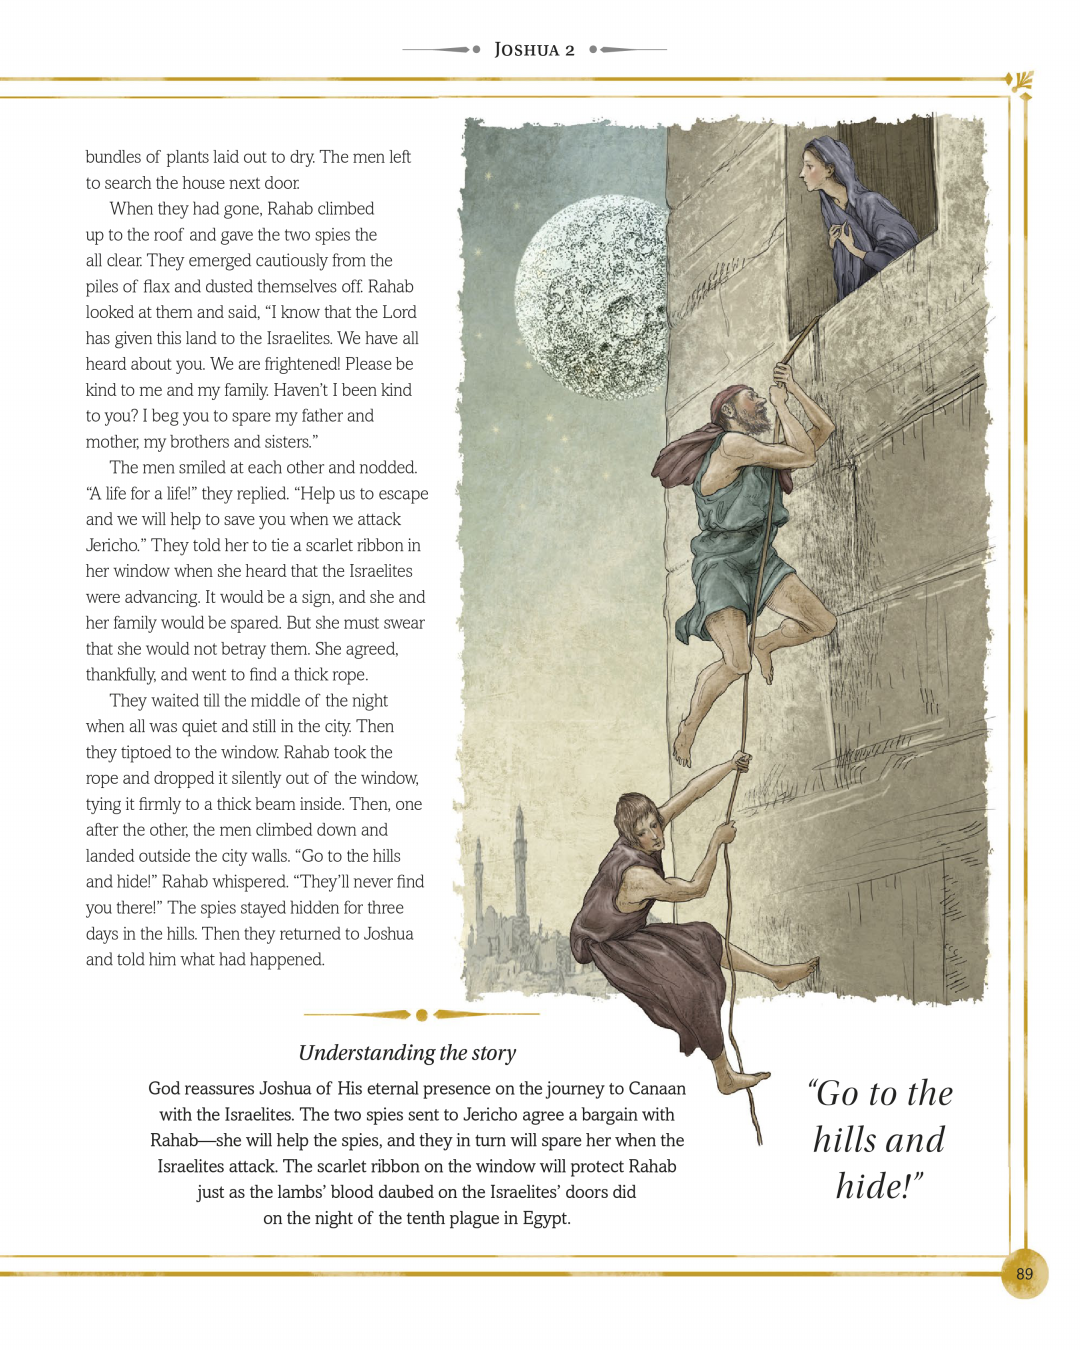 Joshua 2
bundles of plants laid out to dry. The men left
to search the house next door.
When they had gone, Rahab climbed
up to the roof and gave the two spies the
all clear. They emerged cautiously from the
piles of flax and dusted themselves off. Rahab
looked at them and said, “I know that the Lord
has given this land to the Israelites. We have all
heard about you. We are frightened! Please be
kind to me and my family. Haven’t I been kind
to you? I beg you to spare my father and
mother, my brothers and sisters.”
The men smiled at each other and nodded.
“A life for a life!” they replied. “Help us to escape
and we will help to save you when we attack
Jericho.” They told her to tie a scarlet ribbon in
her window when she heard that the Israelites
were advancing. It would be a sign, and she and
her family would be spared. But she must swear
that she would not betray them. She agreed,
thankfully, and went to find a thick rope.
They waited till the middle of the night
when all was quiet and still in the city. Then
they tiptoed to the window. Rahab took the
rope and dropped it silently out of the window,
tying it firmly to a thick beam inside. Then, one
after the other, the men climbed down and
landed outside the city walls. “Go to the hills
and hide!” Rahab whispered. “They’ll never find
you there!” The spies stayed hidden for three
days in the hills. Then they returned to Joshua
and told him what had happened.
Understanding the story
God reassures Joshua of His eternal presence on the journey to Canaan
with the Israelites. The two spies sent to Jericho agree a bargain with
Rahab—she will help the spies, and they in turn will spare her when the
Israelites attack. The scarlet ribbon on the window will protect Rahab
just as the lambs’ blood daubed on the Israelites’ doors did
on the night of the tenth plague in Egypt.
“Go to the
hills and
hide!”
89